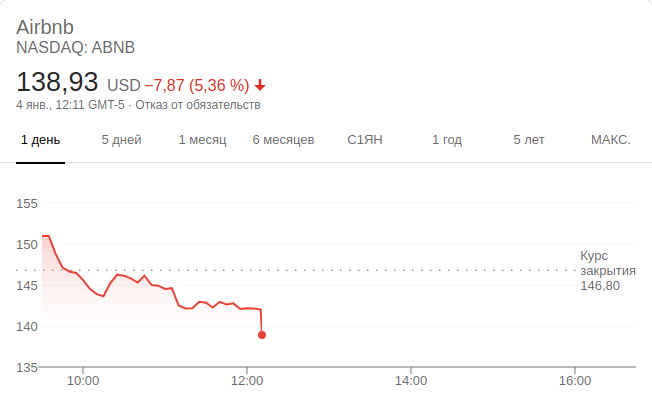 Airbnb
NASDAQ: ABNB
138,93 USD −7,87 (5,36 %)
4 янв., 12:11 GMT-5 · Отказ от обязательств
1 день 5 дней 1 месяц 6 месяцев С1ЯН 1 год 5 лет МАКС.
155
150
Курс
закрытия
146,80
145
140
135
10:00 12:00 14:00 16:00